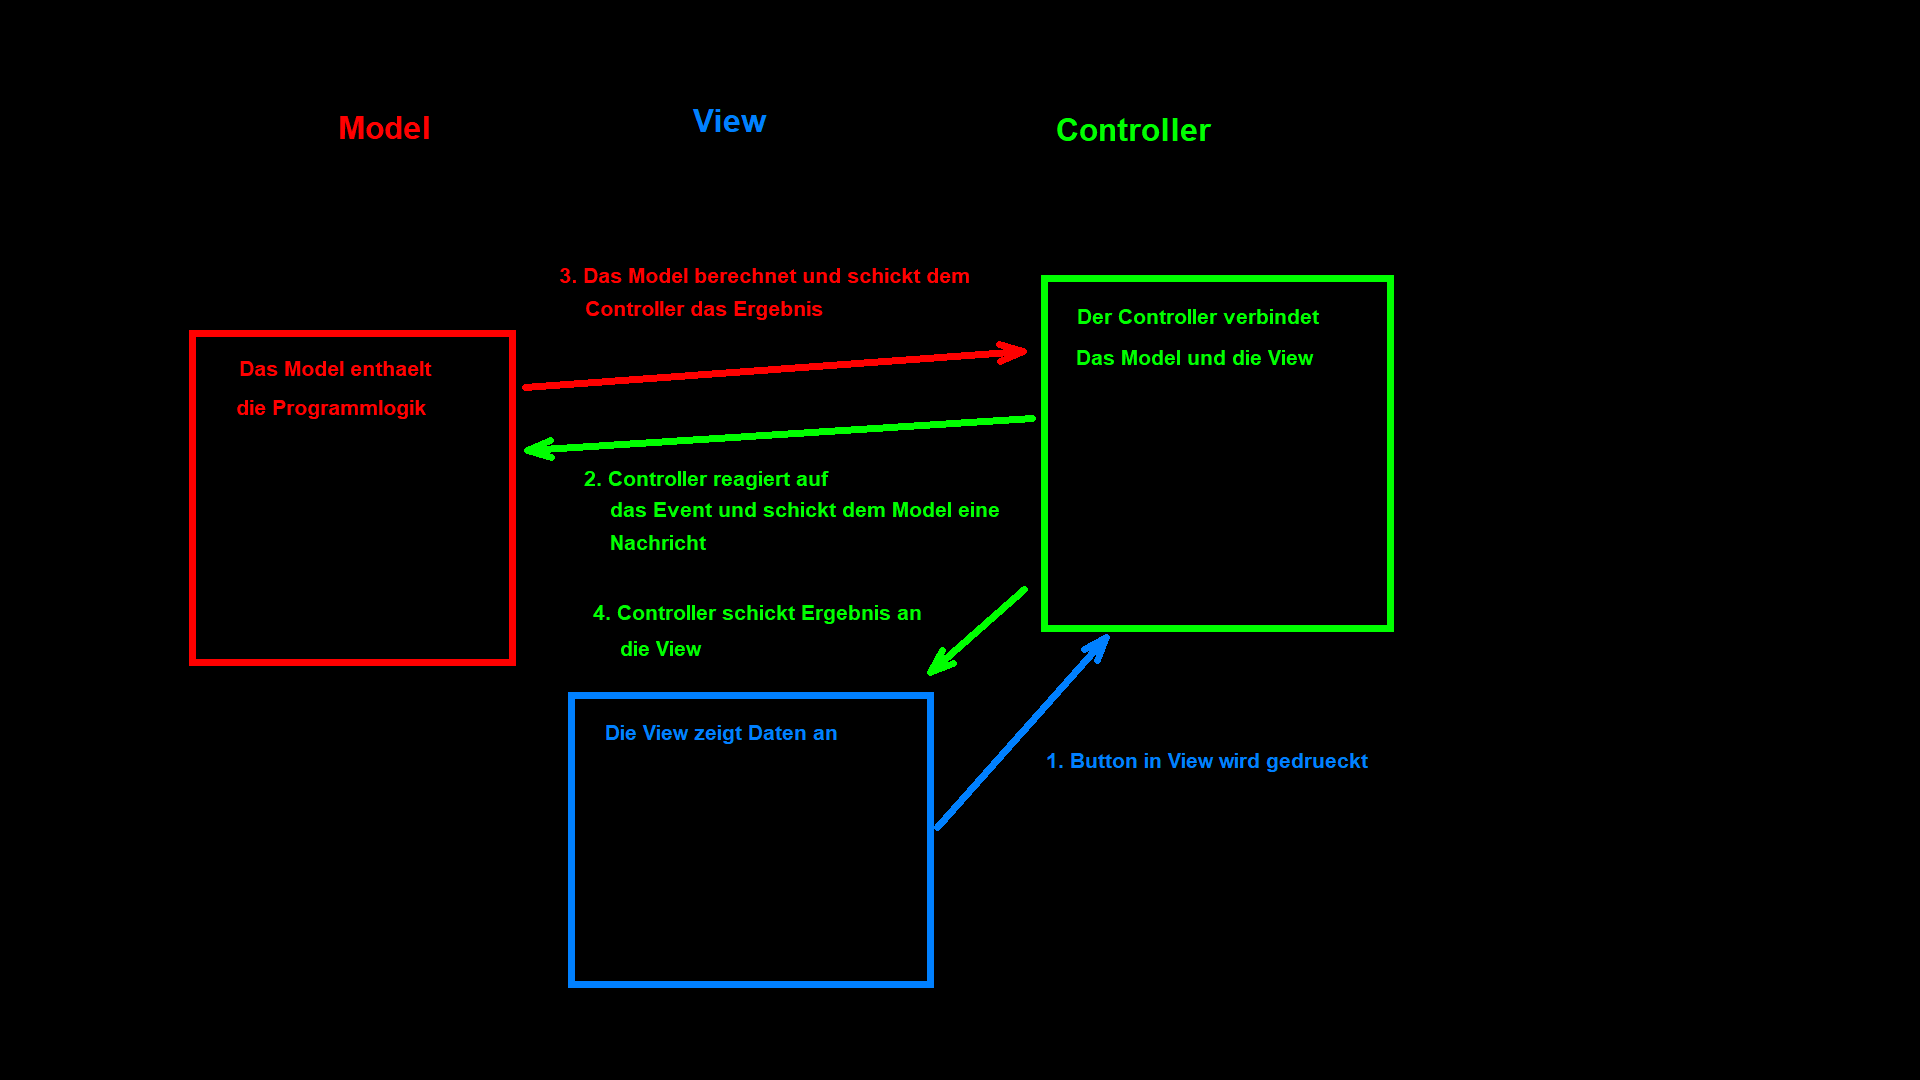 Model
View
Controller
3. Das Model berechnet und schickt dem
Controller das Ergebnis
Das Model enthaelt
die Programmlogik
Der Controller verbindet
Das Model und die View
2. Controller reagiert auf
das Event und schickt dem Model eine
Nachricht
4. Controller schickt Ergebnis an
die View
Die View zeigt Daten an
1. Button in View wird gedrueckt